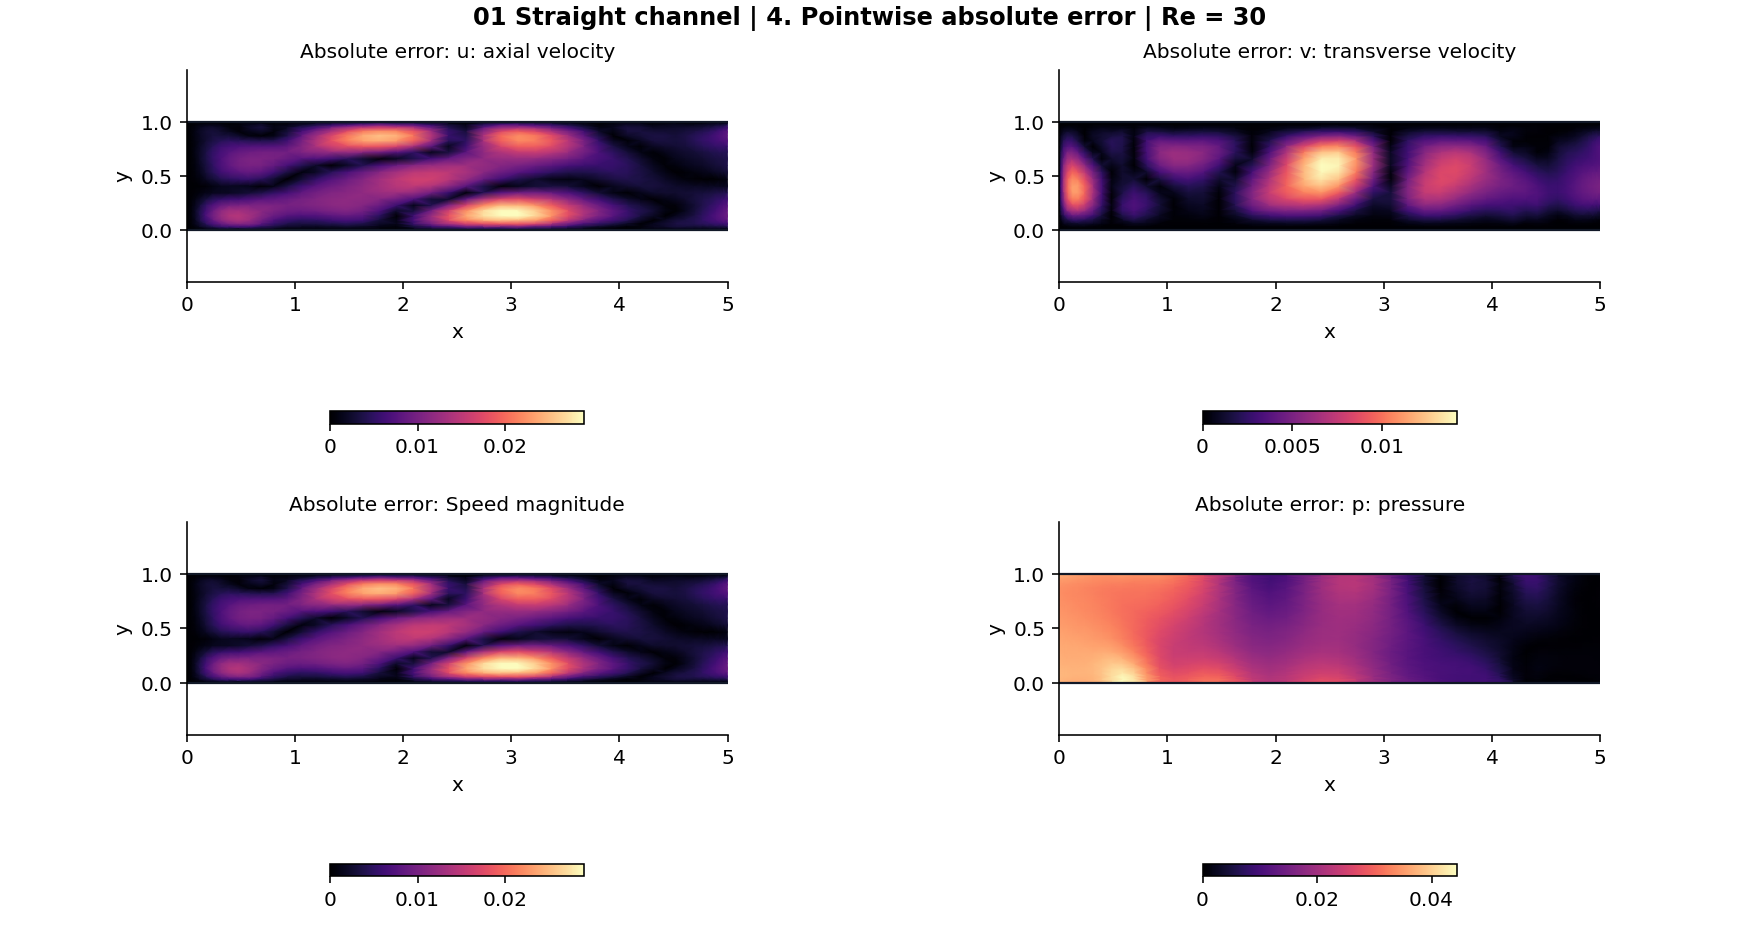 01 Straight channel | 4. Pointwise absolute error | Re = 30
Absolute error: u: axial velocity
1.0
0.5
0.0
y
0 1 2 3 4 5
x
0 0.01 0.02
Absolute error: v: transverse velocity
1.0
0.5
0.0
y
0 1 2 3 4 5
x
0 0.005 0.01
Absolute error: Speed magnitude
1.0
0.5
0.0
y
0 1 2 3 4 5
x
0 0.01 0.02
Absolute error: p: pressure
1.0
0.5
0.0
y
0 1 2 3 4 5
x
0 0.02 0.04